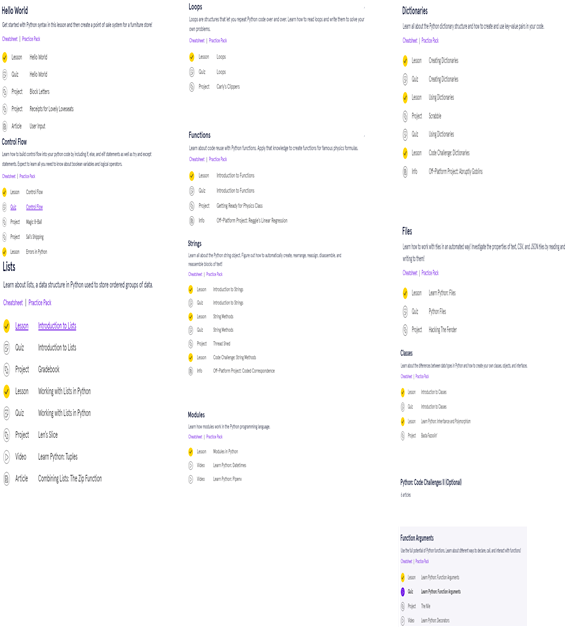 Hello World
Get started with Python syntax in this lesson and then create a point of sale system for a furniture store!
Cheatsheet | Practice Pack
Lesson Hello World
Quiz Hello World
Project Block Letters
Project Receipts for Lovely Loveseats
Article User Input
Control Flow
Learn how to build control flow into your python code by including if, else, and elif statements as well as try and except
statements. Expect to learn all you need to know about boolean variables and logical operators.
Cheatsheet | Practice Pack
Lesson Control Flow
Quiz Control Flow
Project Magic 8-Ball
Project Sal's Shipping
Lesson Errors in Python
Lists
Learn about lists, a data structure in Python used to store ordered groups of data.
Cheatsheet | Practice Pack
Lesson Introduction to Lists
Quiz Introduction to Lists
Project Gradebook
Lesson Working with Lists in Python
Quiz Working with Lists in Python
Project Len's Slice
Video Learn Python: Tuples
Article Combining Lists: The Zip Function
Loops
Loops are structures that let you repeat Python code over and over. Learn how to read loops and write them to solve your
own problems.
Cheatsheet | Practice Pack
Lesson Loops
Quiz Loops
Project Carly's Clippers
Functions
Learn about code reuse with Python functions. Apply that knowledge to create functions for famous physics formulas.
Cheatsheet | Practice Pack
Lesson Introduction to Functions
Quiz Introduction to Functions
Project Getting Ready for Physics Class
Info Off-Platform Project: Reggie's Linear Regression
Strings
Learn all about the Python string object. Figure out how to automatically create, rearrange, reassign, disassemble, and
reassemble blocks of text!
Cheatsheet | Practice Pack
Lesson Introduction to Strings
Quiz Introduction to Strings
Lesson String Methods
Quiz String Methods
Project Thread Shed
Lesson Code Challenge: String Methods
Info Off-Platform Project: Coded Correspondence
Modules
Learn how modules work in the Python programming language.
Cheatsheet | Practice Pack
Lesson Modules in Python
Video Learn Python: Datetimes
Video Learn Python: Pipenv
Dictionaries
Learn all about the Python dictionary structure and how to create and use key-value pairs in your code.
Cheatsheet | Practice Pack
Lesson Creating Dictionaries
Quiz Creating Dictionaries
Lesson Using Dictionaries
Project Scrabble
Quiz Using Dictionaries
Lesson Code Challenge: Dictionaries
Info Off-Platform Project: Abruptly Goblins
Files
Learn how to work with files in an automated way! Investigate the properties of text, CSV, and JSON files by reading and
writing to them!
Cheatsheet | Practice Pack
Lesson Learn Python: Files
Quiz Python Files
Project Hacking The Fender
Classes
Learn about the differences between data types in Python and how to create your own classes, objects, and interfaces.
Cheatsheet | Practice Pack
Lesson Introduction to Classes
Quiz Introduction to Classes
Lesson Learn Python: Inheritance and Polymorphism
Project Basta Fazoolin'
Python: Code Challenges II (Optional)
6 articles
Function Arguments
Cheatsheet | Practice Pack
Lesson Learn Python: Function Arguments
Quiz Learn Python: Function Arguments
Project The Nile
Video Learn Python: Decorators